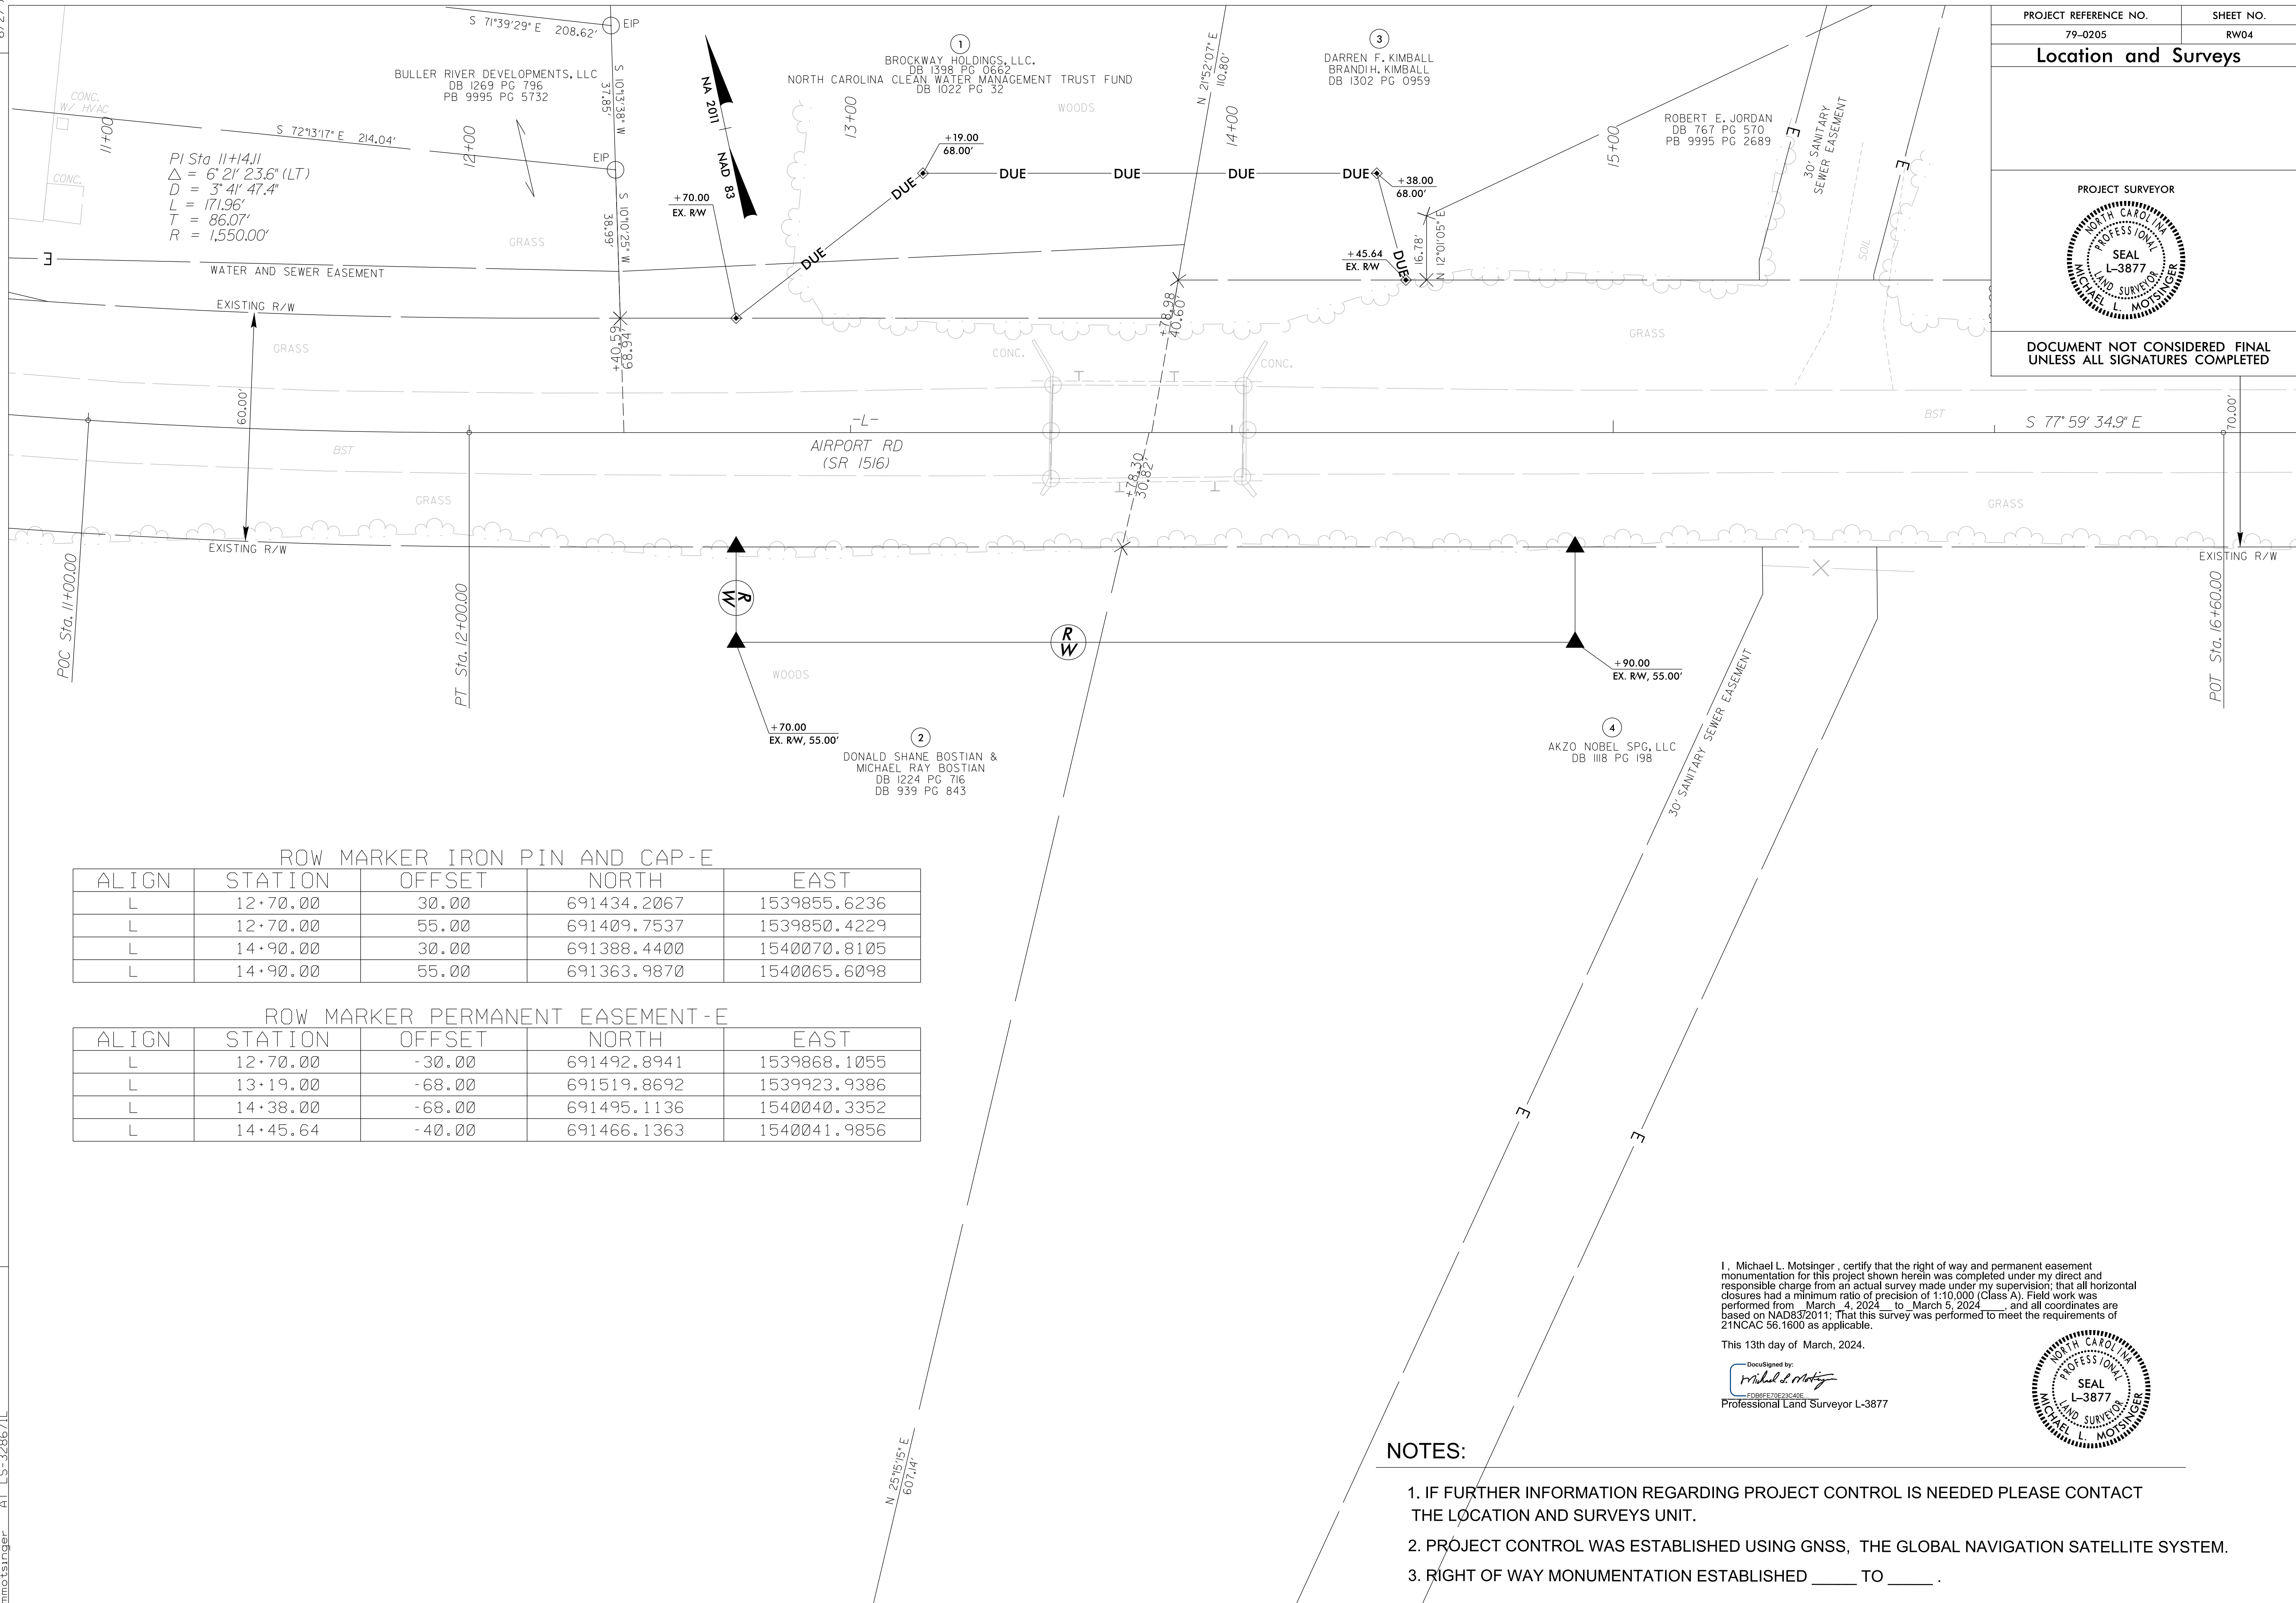 PROJECT REFERENCE NO.
SHEET NO.
79-0205
RW04
Location and Surveys
PROJECT SURVEYOR
NORTH CAROLINA
PROFESSIONAL
SEAL
L-3877
LAND SURVEYOR
MICHAEL L. MOTSINGER
DOCUMENT NOT CONSIDERED FINAL
UNLESS ALL SIGNATURES COMPLETED
S 71°39'29" E 208.62'
EIP
BULLER RIVER DEVELOPMENTS, LLC
DB 1269 PG 796
PB 9995 PG 5732
S 10°13'38" W
37.85'
CONC.
W/ HVAC
11+00
CONC.
S 72°13'17" E 214.04'
12+00
EIP
PI Sta 11+14.11
Δ = 6° 21' 23.6" (LT)
D = 3° 41' 47.4"
L = 171.96'
T = 86.07'
R = 1,550.00'
GRASS
S 10°10'25" W
38.99'
NA 2011
NAD 83
1
BROCKWAY HOLDINGS, LLC.
DB 1398 PG 0662
NORTH CAROLINA CLEAN WATER MANAGEMENT TRUST FUND
DB 1022 PG 32
WOODS
13+00
+19.00
68.00'
+70.00
EX. R/W
DUE
DUE
DUE
DUE
DUE
DUE
DUE
N 21°52'07" E
110.80'
14+00
3
DARREN F. KIMBALL
BRANDI H. KIMBALL
DB 1302 PG 0959
+38.00
68.00'
+45.64
EX. R/W
16.78'
N 12°01'05" E
15+00
ROBERT E. JORDAN
DB 767 PG 570
PB 9995 PG 2689
30' SANITARY
SEWER EASEMENT
E
E
SOIL
E
WATER AND SEWER EASEMENT
EXISTING R/W
GRASS
60.00'
+40.59
68.94'
+78.98
40.60'
CONC.
CONC.
GRASS
-L-
AIRPORT RD
(SR 1516)
BST
BST
S 77° 59' 34.9" E
70.00'
+78.30
30.82'
GRASS
GRASS
EXISTING R/W
EXISTING R/W
POC Sta. 11+00.00
PT Sta. 12+00.00
POT Sta. 16+60.00
R
W
R
W
WOODS
+70.00
EX. R/W, 55.00'
+90.00
EX. R/W, 55.00'
2
DONALD SHANE BOSTIAN &
MICHAEL RAY BOSTIAN
DB 1224 PG 716
DB 939 PG 843
4
AKZO NOBEL SPG, LLC
DB 1118 PG 198
30' SANITARY SEWER EASEMENT
E
E
N 25°15'15" E
607.14'
ROW MARKER IRON PIN AND CAP-E
ALIGN STATION OFFSET NORTH EAST
L 12+70.00 30.00 691434.2067 1539855.6236
L 12+70.00 55.00 691409.7537 1539850.4229
L 14+90.00 30.00 691388.4400 1540070.8105
L 14+90.00 55.00 691363.9870 1540065.6098
ROW MARKER PERMANENT EASEMENT-E
ALIGN STATION OFFSET NORTH EAST
L 12+70.00 -30.00 691492.8941 1539868.1055
L 13+19.00 -68.00 691519.8692 1539923.9386
L 14+38.00 -68.00 691495.1136 1540040.3352
L 14+45.64 -40.00 691466.1363 1540041.9856
I , Michael L. Motsinger , certify that the right of way and permanent easement
monumentation for this project shown herein was completed under my direct and
responsible charge from an actual survey made under my supervision; that all horizontal
closures had a minimum ratio of precision of 1:10,000 (Class A). Field work was
performed from _March _4, 2024__ to _March 5, 2024____, and all coordinates are
based on NAD83/2011; That this survey was performed to meet the requirements of
21NCAC 56.1600 as applicable.
This 13th day of March, 2024.
DocuSigned by:
Michael L. Motsinger
FDB6FE70E23C40E...
Professional Land Surveyor L-3877
NORTH CAROLINA
PROFESSIONAL
SEAL
L-3877
LAND SURVEYOR
MICHAEL L. MOTSINGER
NOTES:
1. IF FURTHER INFORMATION REGARDING PROJECT CONTROL IS NEEDED PLEASE CONTACT
THE LOCATION AND SURVEYS UNIT.
2. PROJECT CONTROL WAS ESTABLISHED USING GNSS, THE GLOBAL NAVIGATION SATELLITE SYSTEM.
3. RIGHT OF WAY MONUMENTATION ESTABLISHED _____ TO _____ .
mmotsinger AT LS-328671L